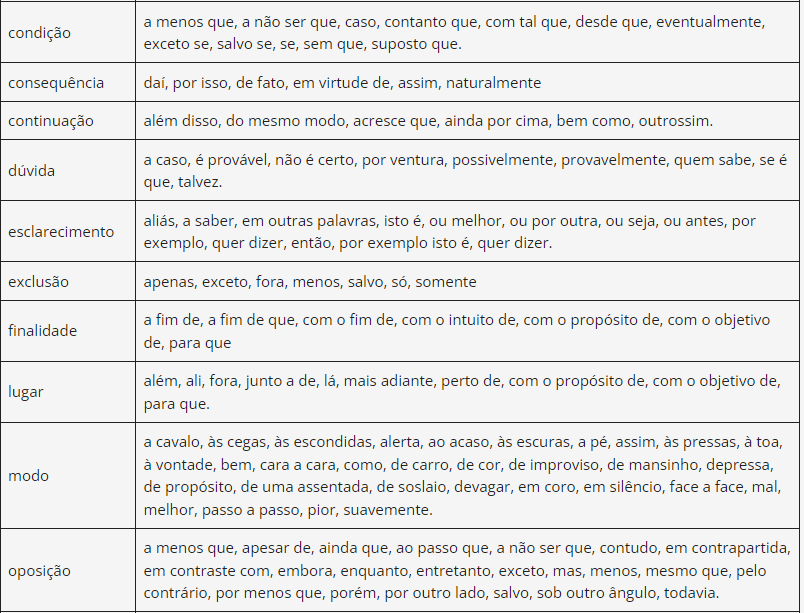 condição
a menos que, a não ser que, caso, contanto que, com tal que, desde que, eventualmente,
exceto se, salvo se, se, sem que, suposto que.
consequência
daí, por isso, de fato, em virtude de, assim, naturalmente
continuação
além disso, do mesmo modo, acresce que, ainda por cima, bem como, outrossim.
dúvida
a caso, é provável, não é certo, por ventura, possivelmente, provavelmente, quem sabe, se é
que, talvez.
esclarecimento
aliás, a saber, em outras palavras, isto é, ou melhor, ou por outra, ou seja, ou antes, por
exemplo, quer dizer, então, por exemplo isto é, quer dizer.
exclusão
apenas, exceto, fora, menos, salvo, só, somente
finalidade
a fim de, a fim de que, com o fim de, com o intuito de, com o propósito de, com o objetivo
de, para que
lugar
além, ali, fora, junto a de, lá, mais adiante, perto de, com o propósito de, com o objetivo de,
para que.
modo
a cavalo, às cegas, às escondidas, alerta, ao acaso, às escuras, a pé, assim, às pressas, à toa,
à vontade, bem, cara a cara, como, de carro, de cor, de improviso, de mansinho, depressa,
de propósito, de uma assentada, de soslaio, devagar, em coro, em silêncio, face a face, mal,
melhor, passo a passo, pior, suavemente.
oposição
a menos que, apesar de, ainda que, ao passo que, a não ser que, contudo, em contrapartida,
em contraste com, embora, enquanto, entretanto, exceto, mas, menos, mesmo que, pelo
contrário, por menos que, porém, por outro lado, salvo, sob outro ângulo, todavia.